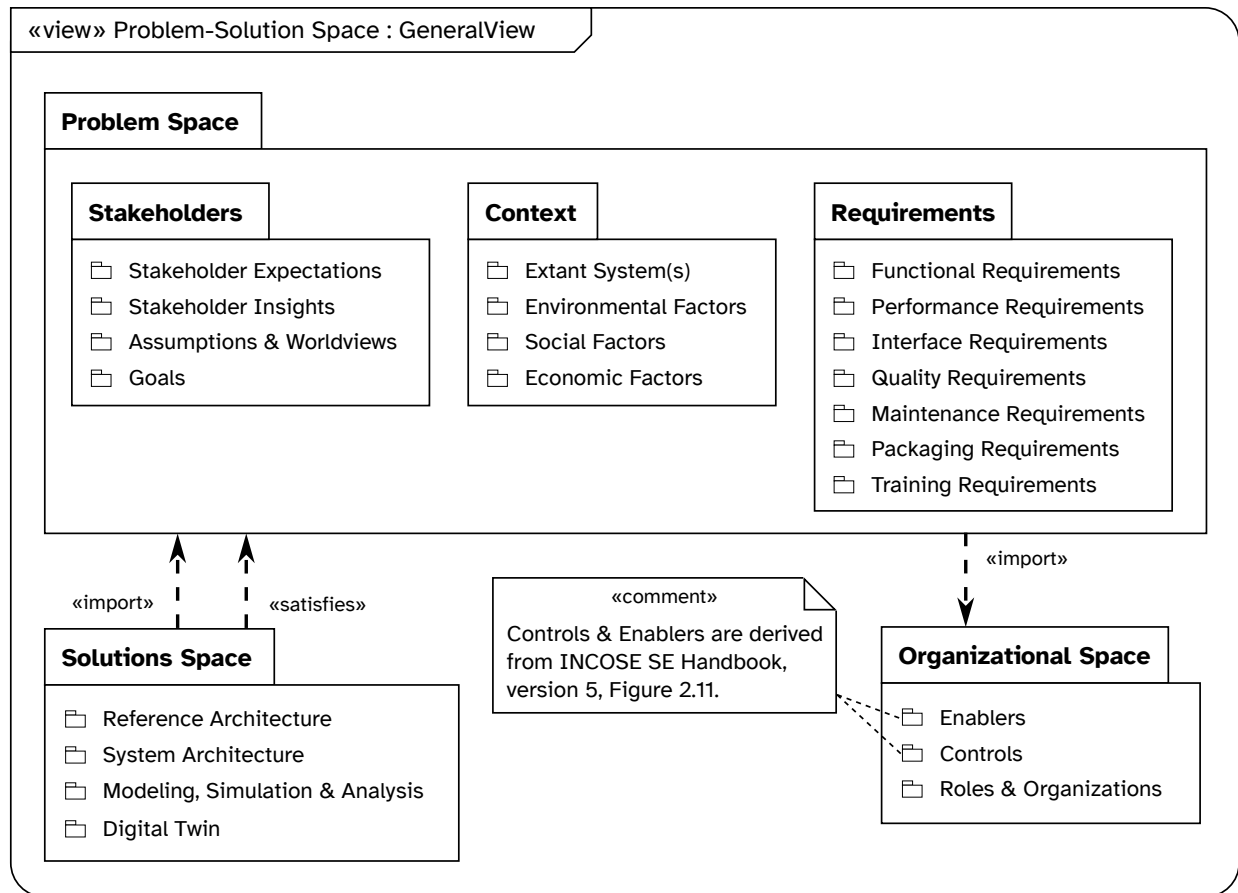 «view» Problem-Solution Space : GeneralView
Problem Space
Stakeholders
Stakeholder Expectations
Stakeholder Insights
Assumptions & Worldviews
Goals
Context
Extant System(s)
Environmental Factors
Social Factors
Economic Factors
Requirements
Functional Requirements
Performance Requirements
Interface Requirements
Quality Requirements
Maintenance Requirements
Packaging Requirements
Training Requirements
«import»
«satisfies»
«import»
Solutions Space
Reference Architecture
System Architecture
Modeling, Simulation & Analysis
Digital Twin
«comment»
Controls & Enablers are derived
from INCOSE SE Handbook,
version 5, Figure 2.11.
Organizational Space
Enablers
Controls
Roles & Organizations